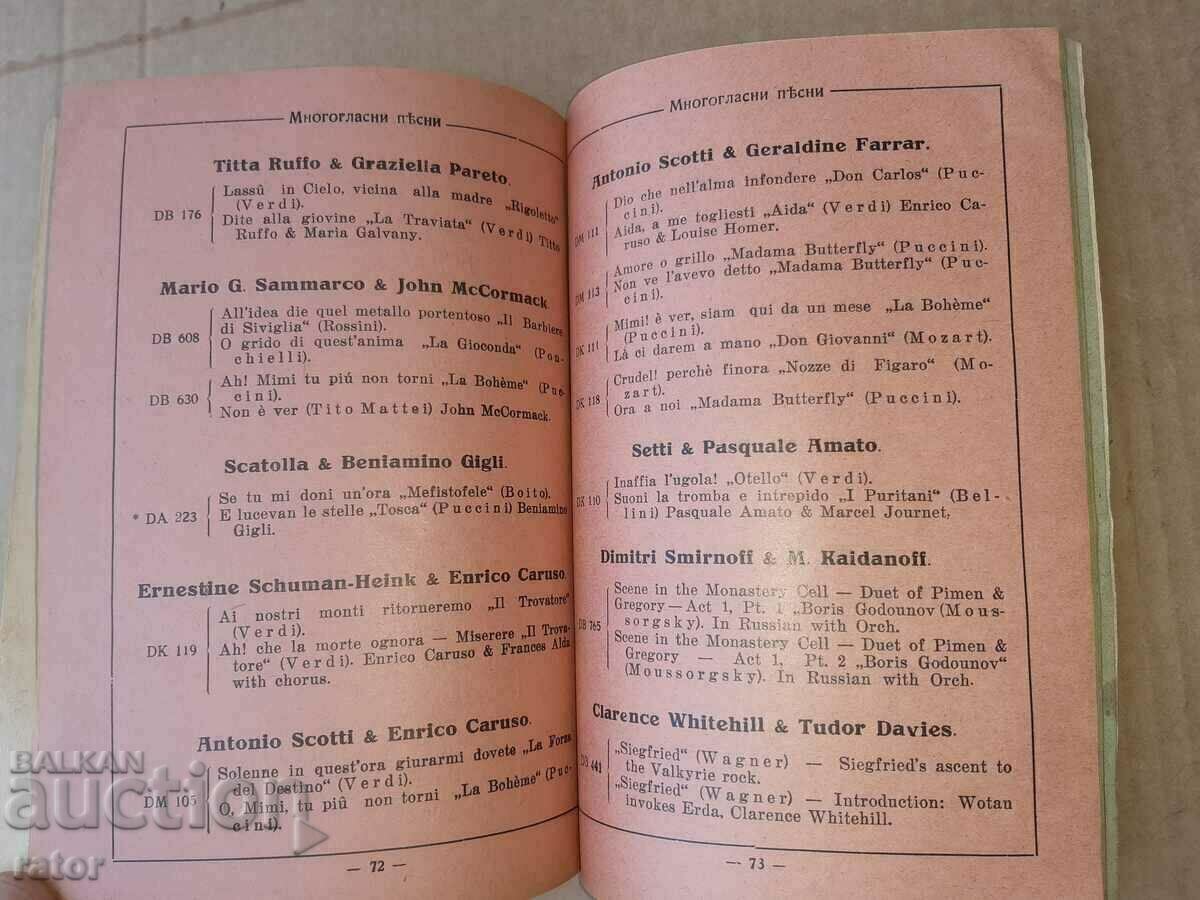 Многогласни пѣсни
Titta Ruffo & Graziella Pareto.
DB 176
Lassû in Cielo, vicina alla madre „Rigoletto“
(Verdi).
Dite alla giovine „La Traviata“ (Verdi) Titto
Ruffo & Maria Galvany.
Mario G. Sammarco & John McCormack.
DB 608
All'idea die quel metallo portentoso „Il Barbiere
di Siviglia“ (Rossini).
O grido di quest'anima „La Gioconda“ (Pon-
chielli).
DB 630
Ah! Mimi tu piú non torni „La Bohème“ (Puc-
cini).
Non è ver (Tito Mattei) John McCormack.
Scatolla & Beniamino Gigli.
* DA 223
Se tu mi doni un'ora „Mefistofele“ (Boito).
E lucevan le stelle „Tosca“ (Puccini) Beniamino
Gigli.
Ernestine Schuman-Heink & Enrico Caruso.
DK 119
Ai nostri monti ritorneremo „Il Trovatore“
(Verdi).
Ah! che la morte ognora — Miserere „Il Trova-
tore“ (Verdi). Enrico Caruso & Frances Alda
with chorus.
Antonio Scotti & Enrico Caruso.
DM 105
Solenne in quest'ora giurarmi dovete „La Forza
del Destino“ (Verdi).
O, Mimi, tu piû non torni „La Bohème“ (Puc-
cini).
— 72 —
Многогласни пѣсни
Antonio Scotti & Geraldine Farrar.
DM 111
Dio che nell'alma infondere „Don Carlos“ (Puc-
cini).
Aida, a me togliesti „Aida“ (Verdi) Enrico Ca-
ruso & Louise Homer.
DM 113
Amore o grillo „Madama Butterfly“ (Puccini).
Non ve l'avevo detto „Madama Butterfly“ (Puc-
cini).
DK 111
Mimi! è ver, siam qui da un mese „La Bohème“
(Puccini).
Là ci darem a mano „Don Giovanni“ (Mozart).
DK 118
Crudel! perchè finora „Nozze di Figaro“ (Mo-
zart).
Ora a noi „Madama Butterfly“ (Puccini).
Setti & Pasquale Amato.
DK 110
Inaffia l'ugola! „Otello“ (Verdi).
Suoni la tromba e intrepido „I Puritani“ (Bel-
lini) Pasquale Amato & Marcel Journet,
Dimitri Smirnoff & M. Kaidanoff.
DB 765
Scene in the Monastery Cell — Duet of Pimen &
Gregory — Act 1, Pt. 1 „Boris Godounov (Mous-
sorgsky). In Russian with Orch.
Scene in the Monastery Cell — Duet of Pimen &
Gregory — Act 1, Pt. 2 „Boris Godounov“
(Moussorgsky). In Russian with Orch.
Clarence Whitehill & Tudor Davies.
441
„Siegfried“ (Wagner) — Siegfried's ascent to
the Valkyrie rock.
„Siegfried“ (Wagner) — Introduction: Wotan
invokes Erda, Clarence Whitehill.
— 73 —
BALKAN
auction
rator